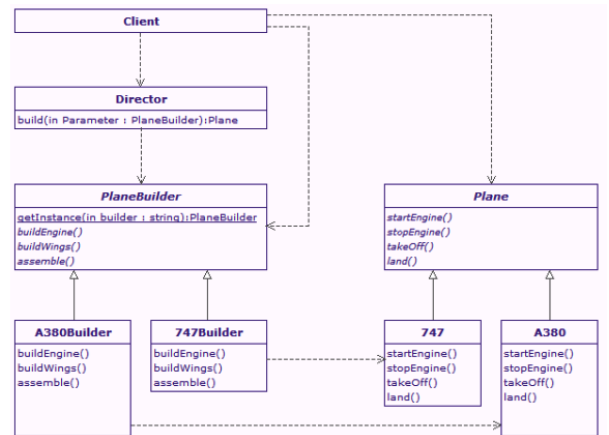 Client
Director
build(in Parameter : PlaneBuilder):Plane
PlaneBuilder
getInstance(in builder : string):PlaneBuilder
buildEngine()
buildWings()
assemble()
Plane
startEngine()
stopEngine()
takeOff()
land()
A380Builder
buildEngine()
buildWings()
assemble()
747Builder
buildEngine()
buildWings()
assemble()
747
startEngine()
stopEngine()
takeOff()
land()
A380
startEngine()
stopEngine()
takeOff()
land()